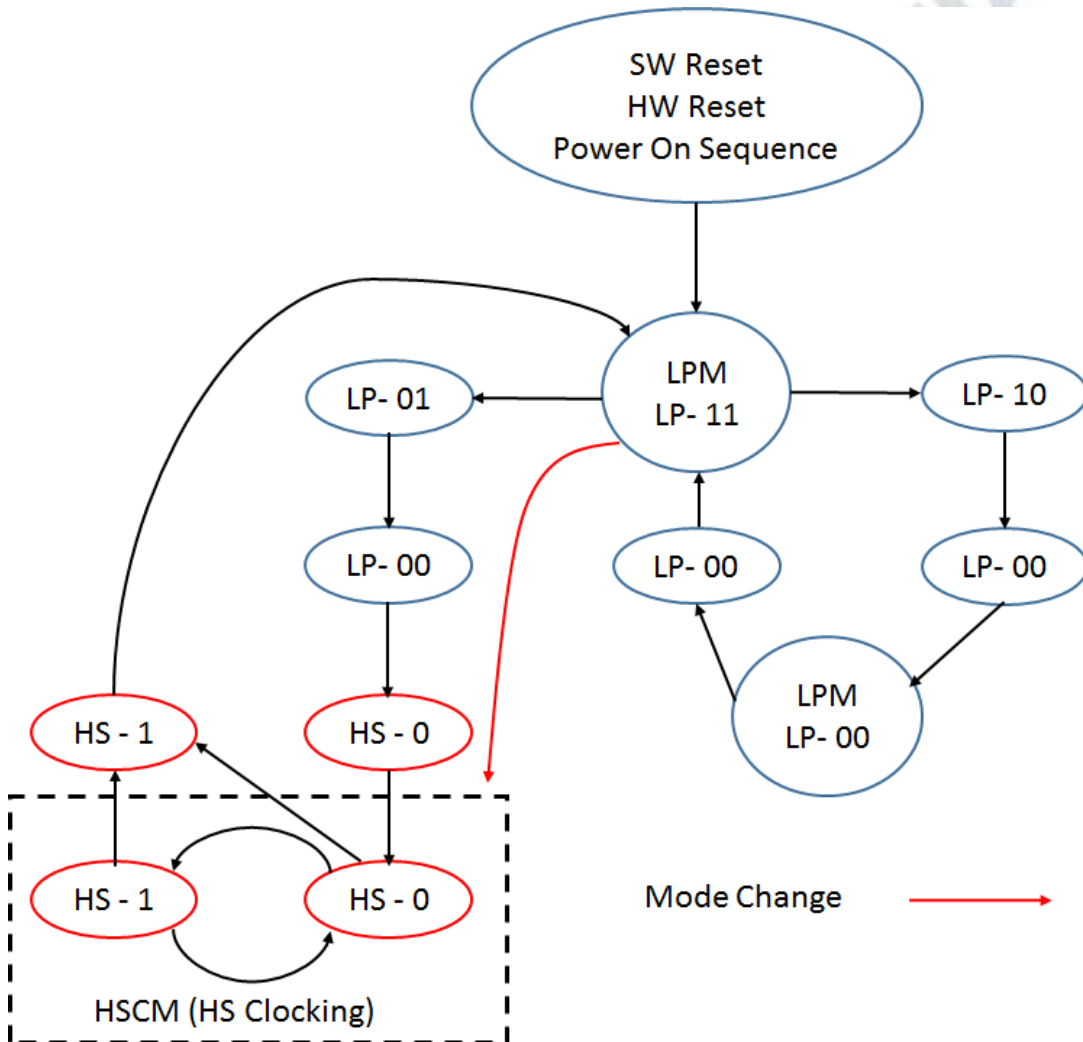 SW Reset
HW Reset
Power On Sequence
LPM
LP- 11
LP- 01
LP- 10
LP- 00
LP- 00
LP- 00
LPM
LP- 00
HS - 1
HS - 0
HS - 1
HS - 0
HSCM (HS Clocking)
Mode Change